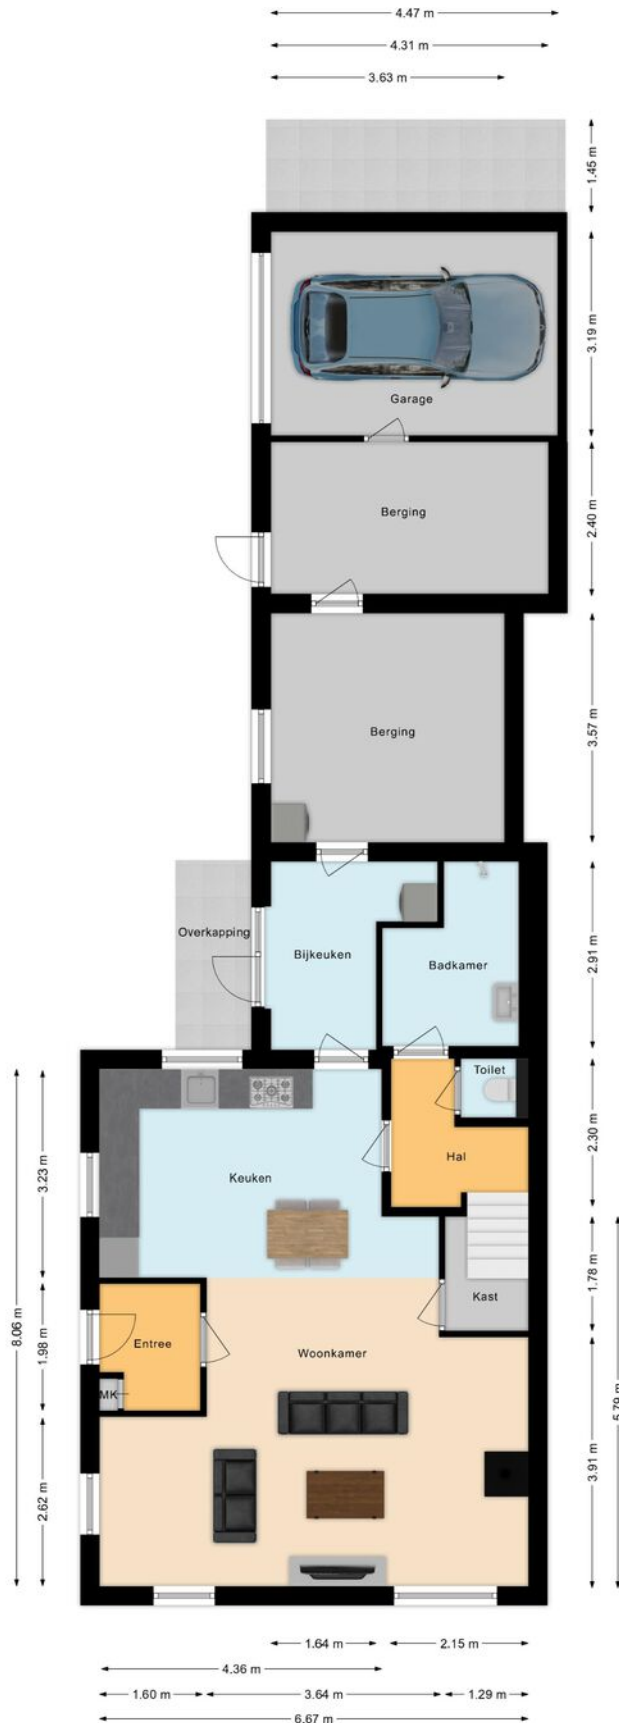 4.47 m
4.31 m
3.63 m
1.45 m
3.19 m
Garage
2.40 m
Berging
3.57 m
Berging
2.91 m
Overkapping
Bijkeuken
Badkamer
Toilet
2.30 m
Hal
3.23 m
Keuken
8.06 m
1.78 m
Kast
5.79 m
1.98 m
Entree
Woonkamer
MK
3.91 m
2.62 m
1.64 m
2.15 m
4.36 m
1.60 m
3.64 m
1.29 m
6.67 m